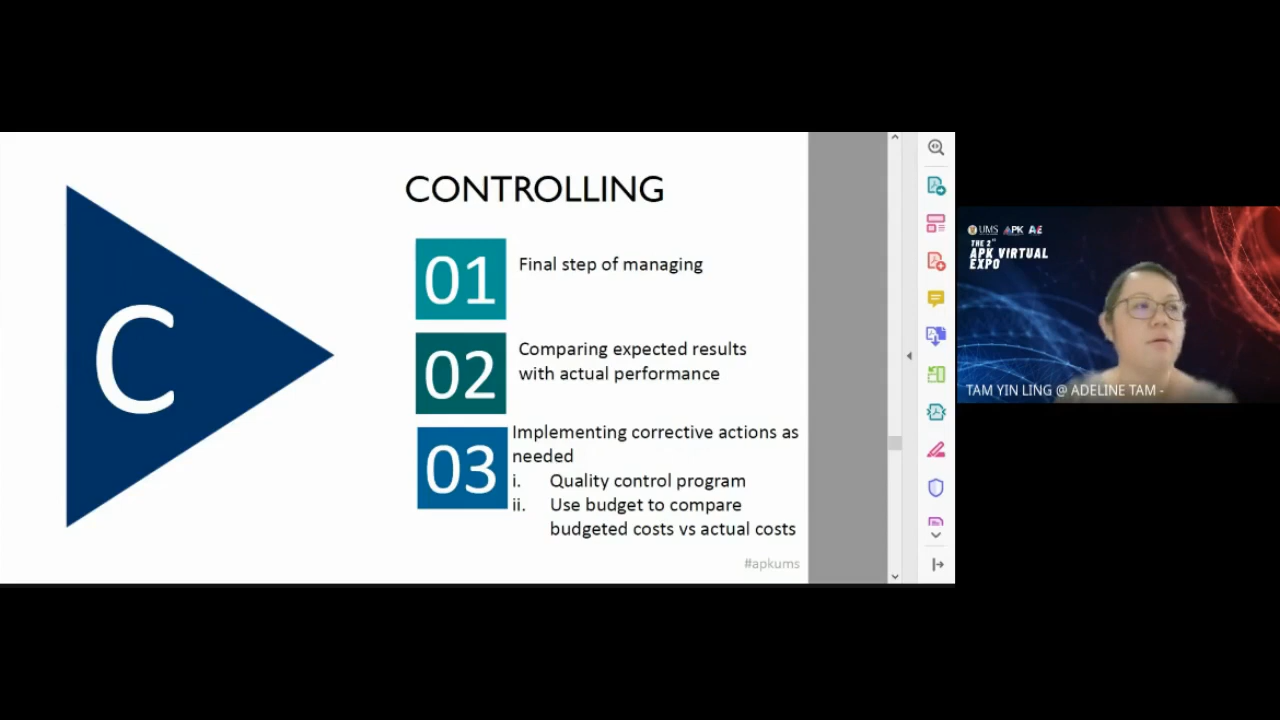 CONTROLLING
C
01
Final step of managing
02
Comparing expected results
with actual performance
03
Implementing corrective actions as
needed
i. Quality control program
ii. Use budget to compare
budgeted costs vs actual costs
#apkums
UMS APK AE
THE 2
APK VIRTUAL
EXPO
TAM YIN LING @ ADELINE TAM -